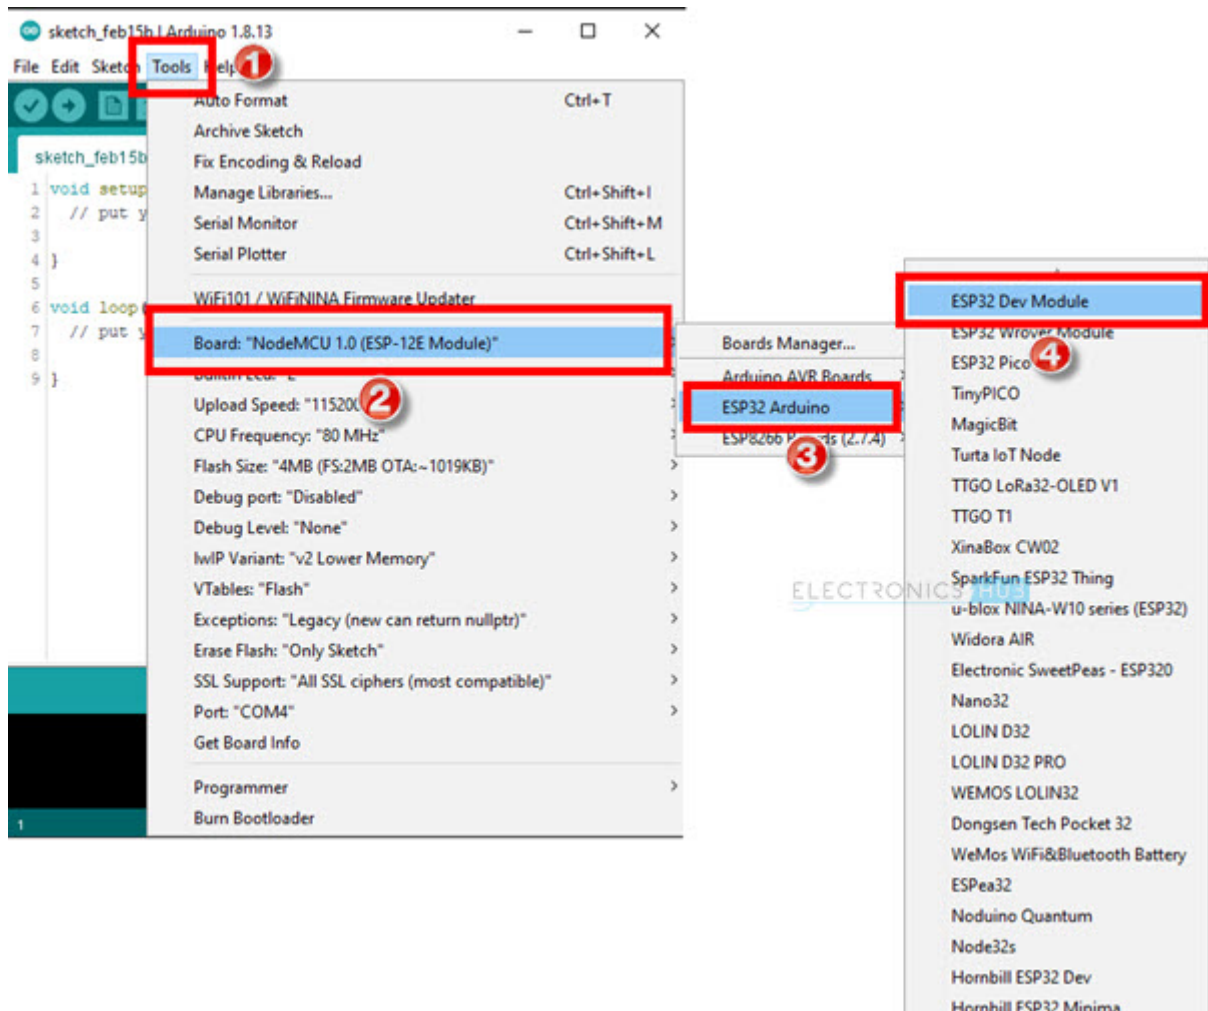 sketch_feb15b | Arduino 1.8.13
File Edit Sketch Tools Help
1
Auto Format Ctrl+T
Archive Sketch
Fix Encoding & Reload
Manage Libraries... Ctrl+Shift+I
Serial Monitor Ctrl+Shift+M
Serial Plotter Ctrl+Shift+L
WiFi101 / WiFiNINA Firmware Updater
Board: "NodeMCU 1.0 (ESP-12E Module)"
2
Upload Speed: "115200
CPU Frequency: "80 MHz"
Flash Size: "4MB (FS:2MB OTA:~1019KB)"
Debug port: "Disabled"
Debug Level: "None"
lwIP Variant: "v2 Lower Memory"
VTables: "Flash"
Exceptions: "Legacy (new can return nullptr)"
Erase Flash: "Only Sketch"
SSL Support: "All SSL ciphers (most compatible)"
Port: "COM4"
Get Board Info
Programmer
Burn Bootloader
sketch_feb15b
1 void setup
2 // put y
3
4 }
5
6 void loop(
7 // put y
8
9 }
1
Boards Manager...
Arduino AVR Boards
ESP32 Arduino
ESP8266 Boards (2.7.4)
3
ESP32 Dev Module
ESP32 Wrover Module
ESP32 Pico
4
TinyPICO
MagicBit
Turta IoT Node
TTGO LoRa32-OLED V1
TTGO T1
XinaBox CW02
SparkFun ESP32 Thing
u-blox NINA-W10 series (ESP32)
Widora AIR
Electronic SweetPeas - ESP320
Nano32
LOLIN D32
LOLIN D32 PRO
WEMOS LOLIN32
Dongsen Tech Pocket 32
WeMos WiFi&Bluetooth Battery
ESPea32
Noduino Quantum
Node32s
Hornbill ESP32 Dev
Hornbill ESP32 Minima
ELECTRONICS HUB